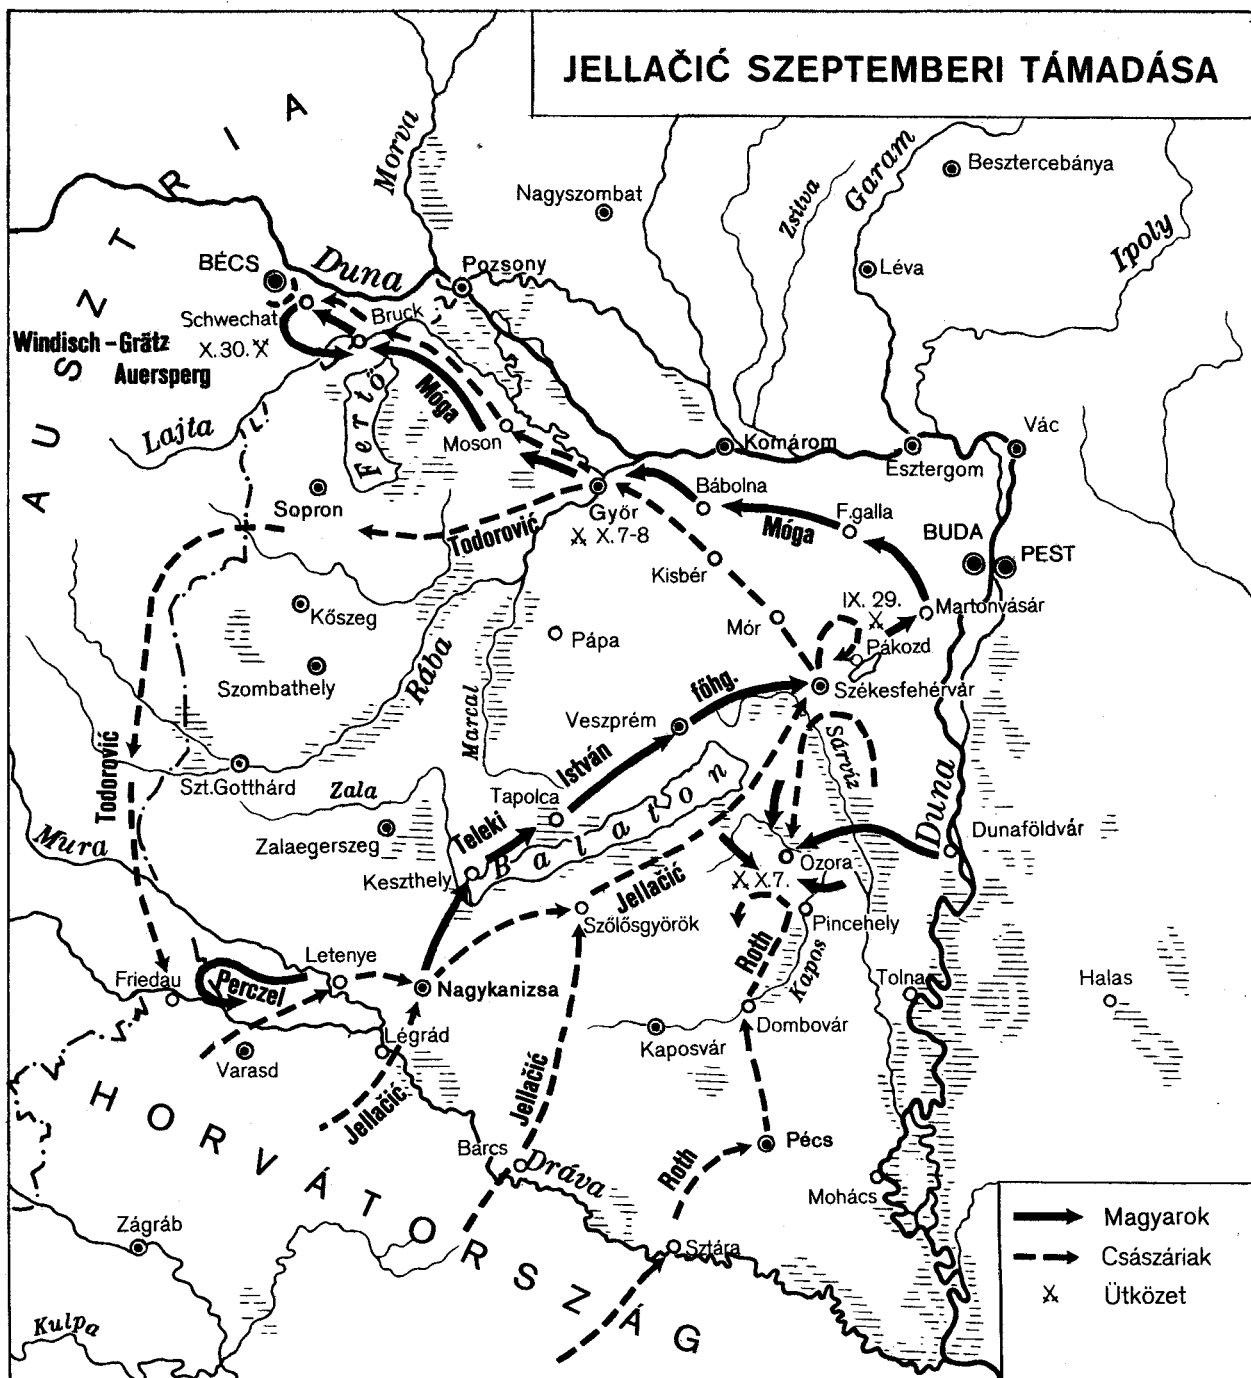 JELLAČIĆ SZEPTEMBERI TÁMADÁSA
AUSZTRIA
Morva
Nagyszombat
Zsitva
Garam
Besztercebánya
Ipoly
Léva
BÉCS
Duna
Pozsony
Schwechat
Bruck
X.30.
Windisch-Grätz
Auersperg
Lajta
Fertő
Móga
Moson
Komárom
Esztergom
Vác
Sopron
Győr
X.7-8
Bábolna
F.galla
Móga
BUDA
PEST
Todorović
Kisbér
Kőszeg
Pápa
Mór
IX. 29.
Martonvásár
Pákozd
Szombathely
Rába
Marcal
Székesfehérvár
Veszprém
István főhg.
Sárvíz
Todorović
Szt.Gotthárd
Zala
Tapolca
Balaton
Duna
Mura
Zalaegerszeg
Teleki
Keszthely
Dunaföldvár
Ozora
X.7.
Jellačić
Szőlősgyörök
Pincehely
Letenye
Friedau
Perczel
Nagykanizsa
Roth
Kapos
Tolna
Halas
Légrád
Varasd
Kaposvár
Dombóvár
Jellačić
Jellačić
HORVÁTORSZÁG
Barcs
Dráva
Roth
Pécs
Mohács
Zágráb
Sztára
Kulpa
Magyarok
Császáriak
Ütközet